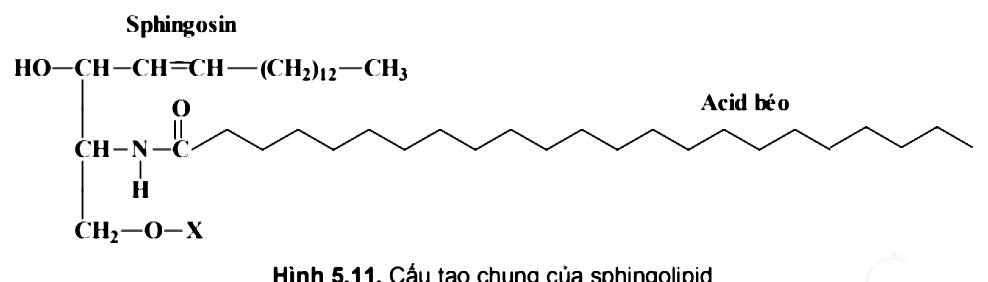 Sphingosin
HO—CH—CH=CH—(CH₂)₁₂—CH₃
O
Acid béo
CH—N—C
H
CH₂—O—X
Hình 5.11. Cấu tạo chung của sphingolipid